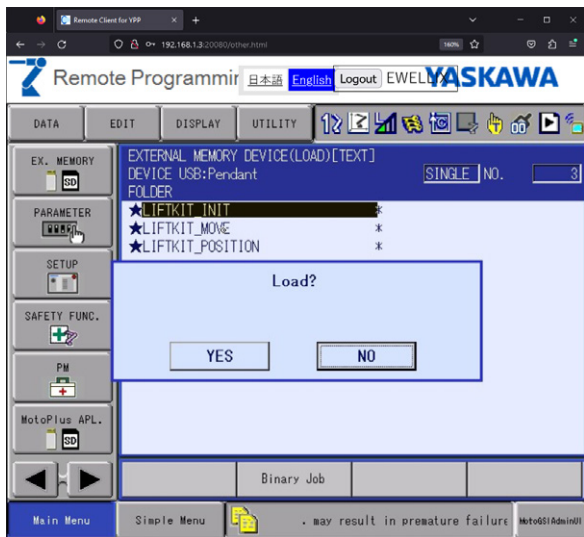 Remote Client for YPP
192.168.1.3:20080/other.html
160%
Remote Programmin 日本語 English Logout EWELLIX YASKAWA
DATA EDIT DISPLAY UTILITY
EX. MEMORY
SD
PARAMETER
SETUP
SAFETY FUNC.
PM
MotoPlus APL.
SD
EXTERNAL MEMORY DEVICE(LOAD)[TEXT]
DEVICE USB:Pendant SINGLE NO. 3
FOLDER
★LIFTKIT_INIT *
★LIFTKIT_MOVE *
★LIFTKIT_POSITION *
Load?
YES NO
Binary Job
Main Menu Simple Menu . may result in premature failure MotoGSIAdminUI